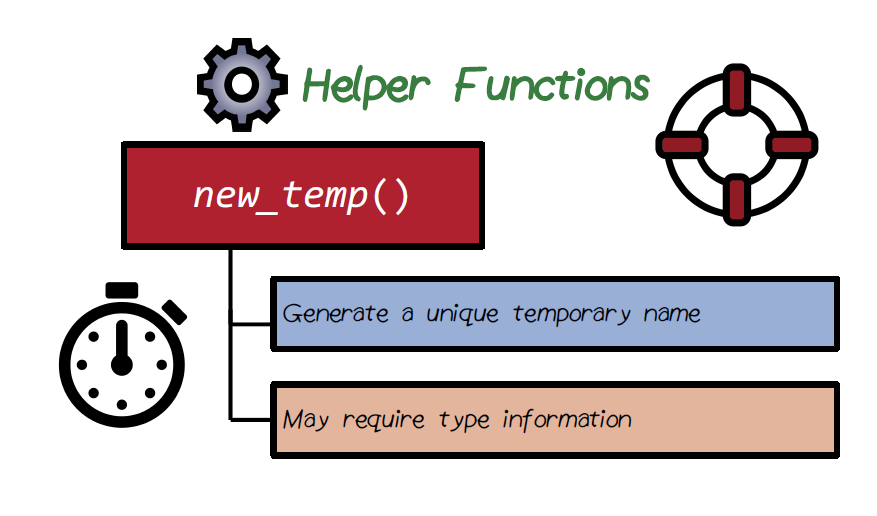 Helper Functions
new_temp()
Generate a unique temporary name
May require type information